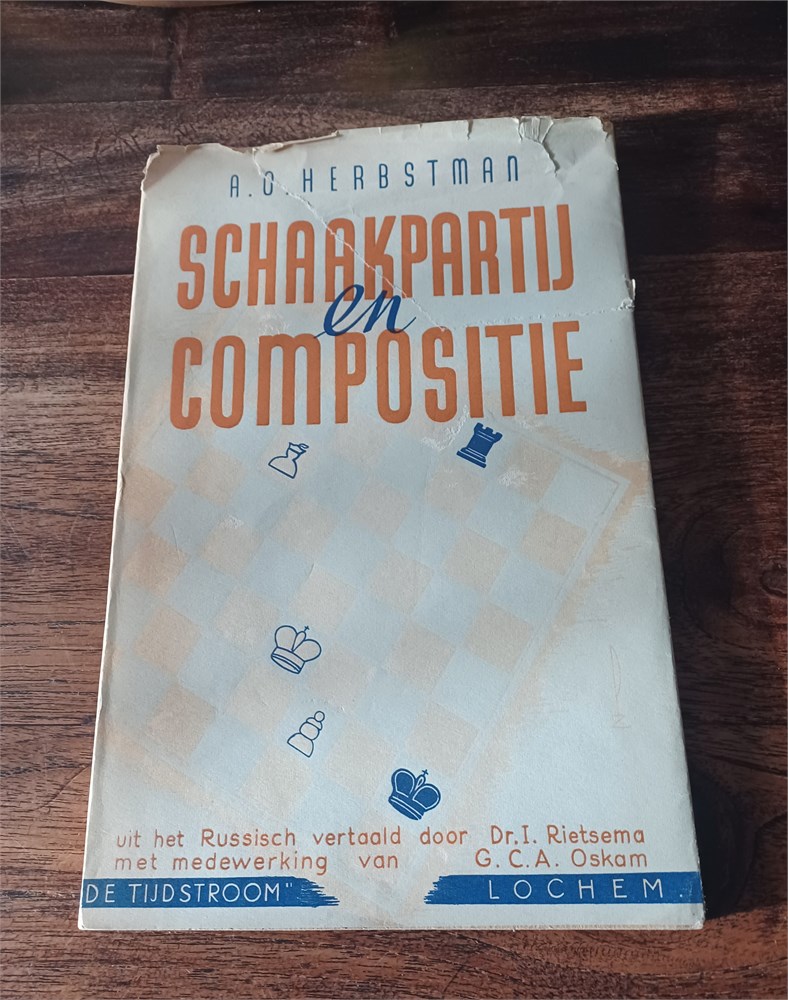 A.O. HERBSTMAN
SCHAAKPARTIJ
en
COMPOSITIE
uit het Russisch vertaald door Dr. I. Rietsema
met medewerking van G. C. A. Oskam
DE TIJDSTROOM" LOCHEM.